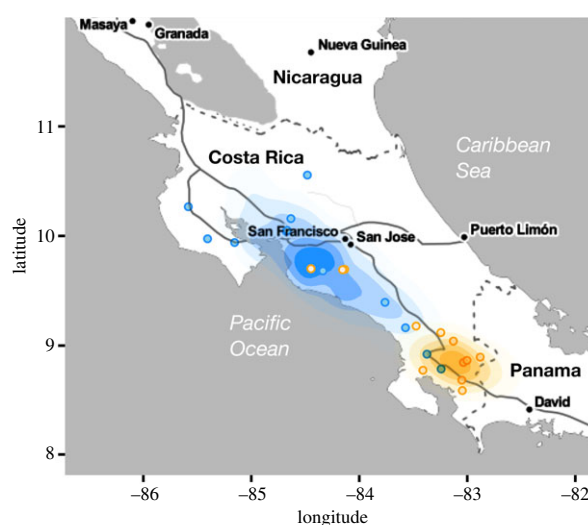 Masaya
Granada
Nueva Guinea
Nicaragua
11
Costa Rica
Caribbean
Sea
10
San Francisco
San Jose
Puerto Limón
latitude
Pacific
Ocean
9
Panama
David
8
–86
–85
–84
–83
–82
longitude